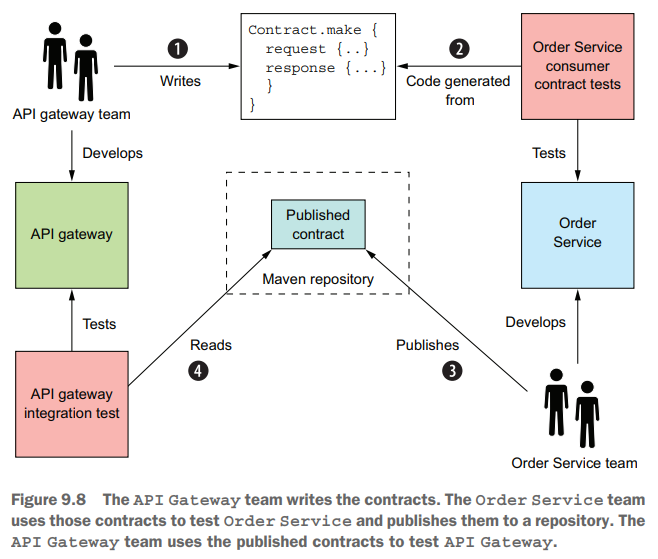 Contract.make {
request {..}
response {...}
}
}
1
Writes
2
Code generated
from
Order Service
consumer
contract tests
API gateway team
Develops
Tests
API gateway
Published
contract
Maven repository
Order
Service
Tests
Reads
4
Publishes
3
Develops
API gateway
integration test
Order Service team
Figure 9.8 The API Gateway team writes the contracts. The Order Service team
uses those contracts to test Order Service and publishes them to a repository. The
API Gateway team uses the published contracts to test API Gateway.